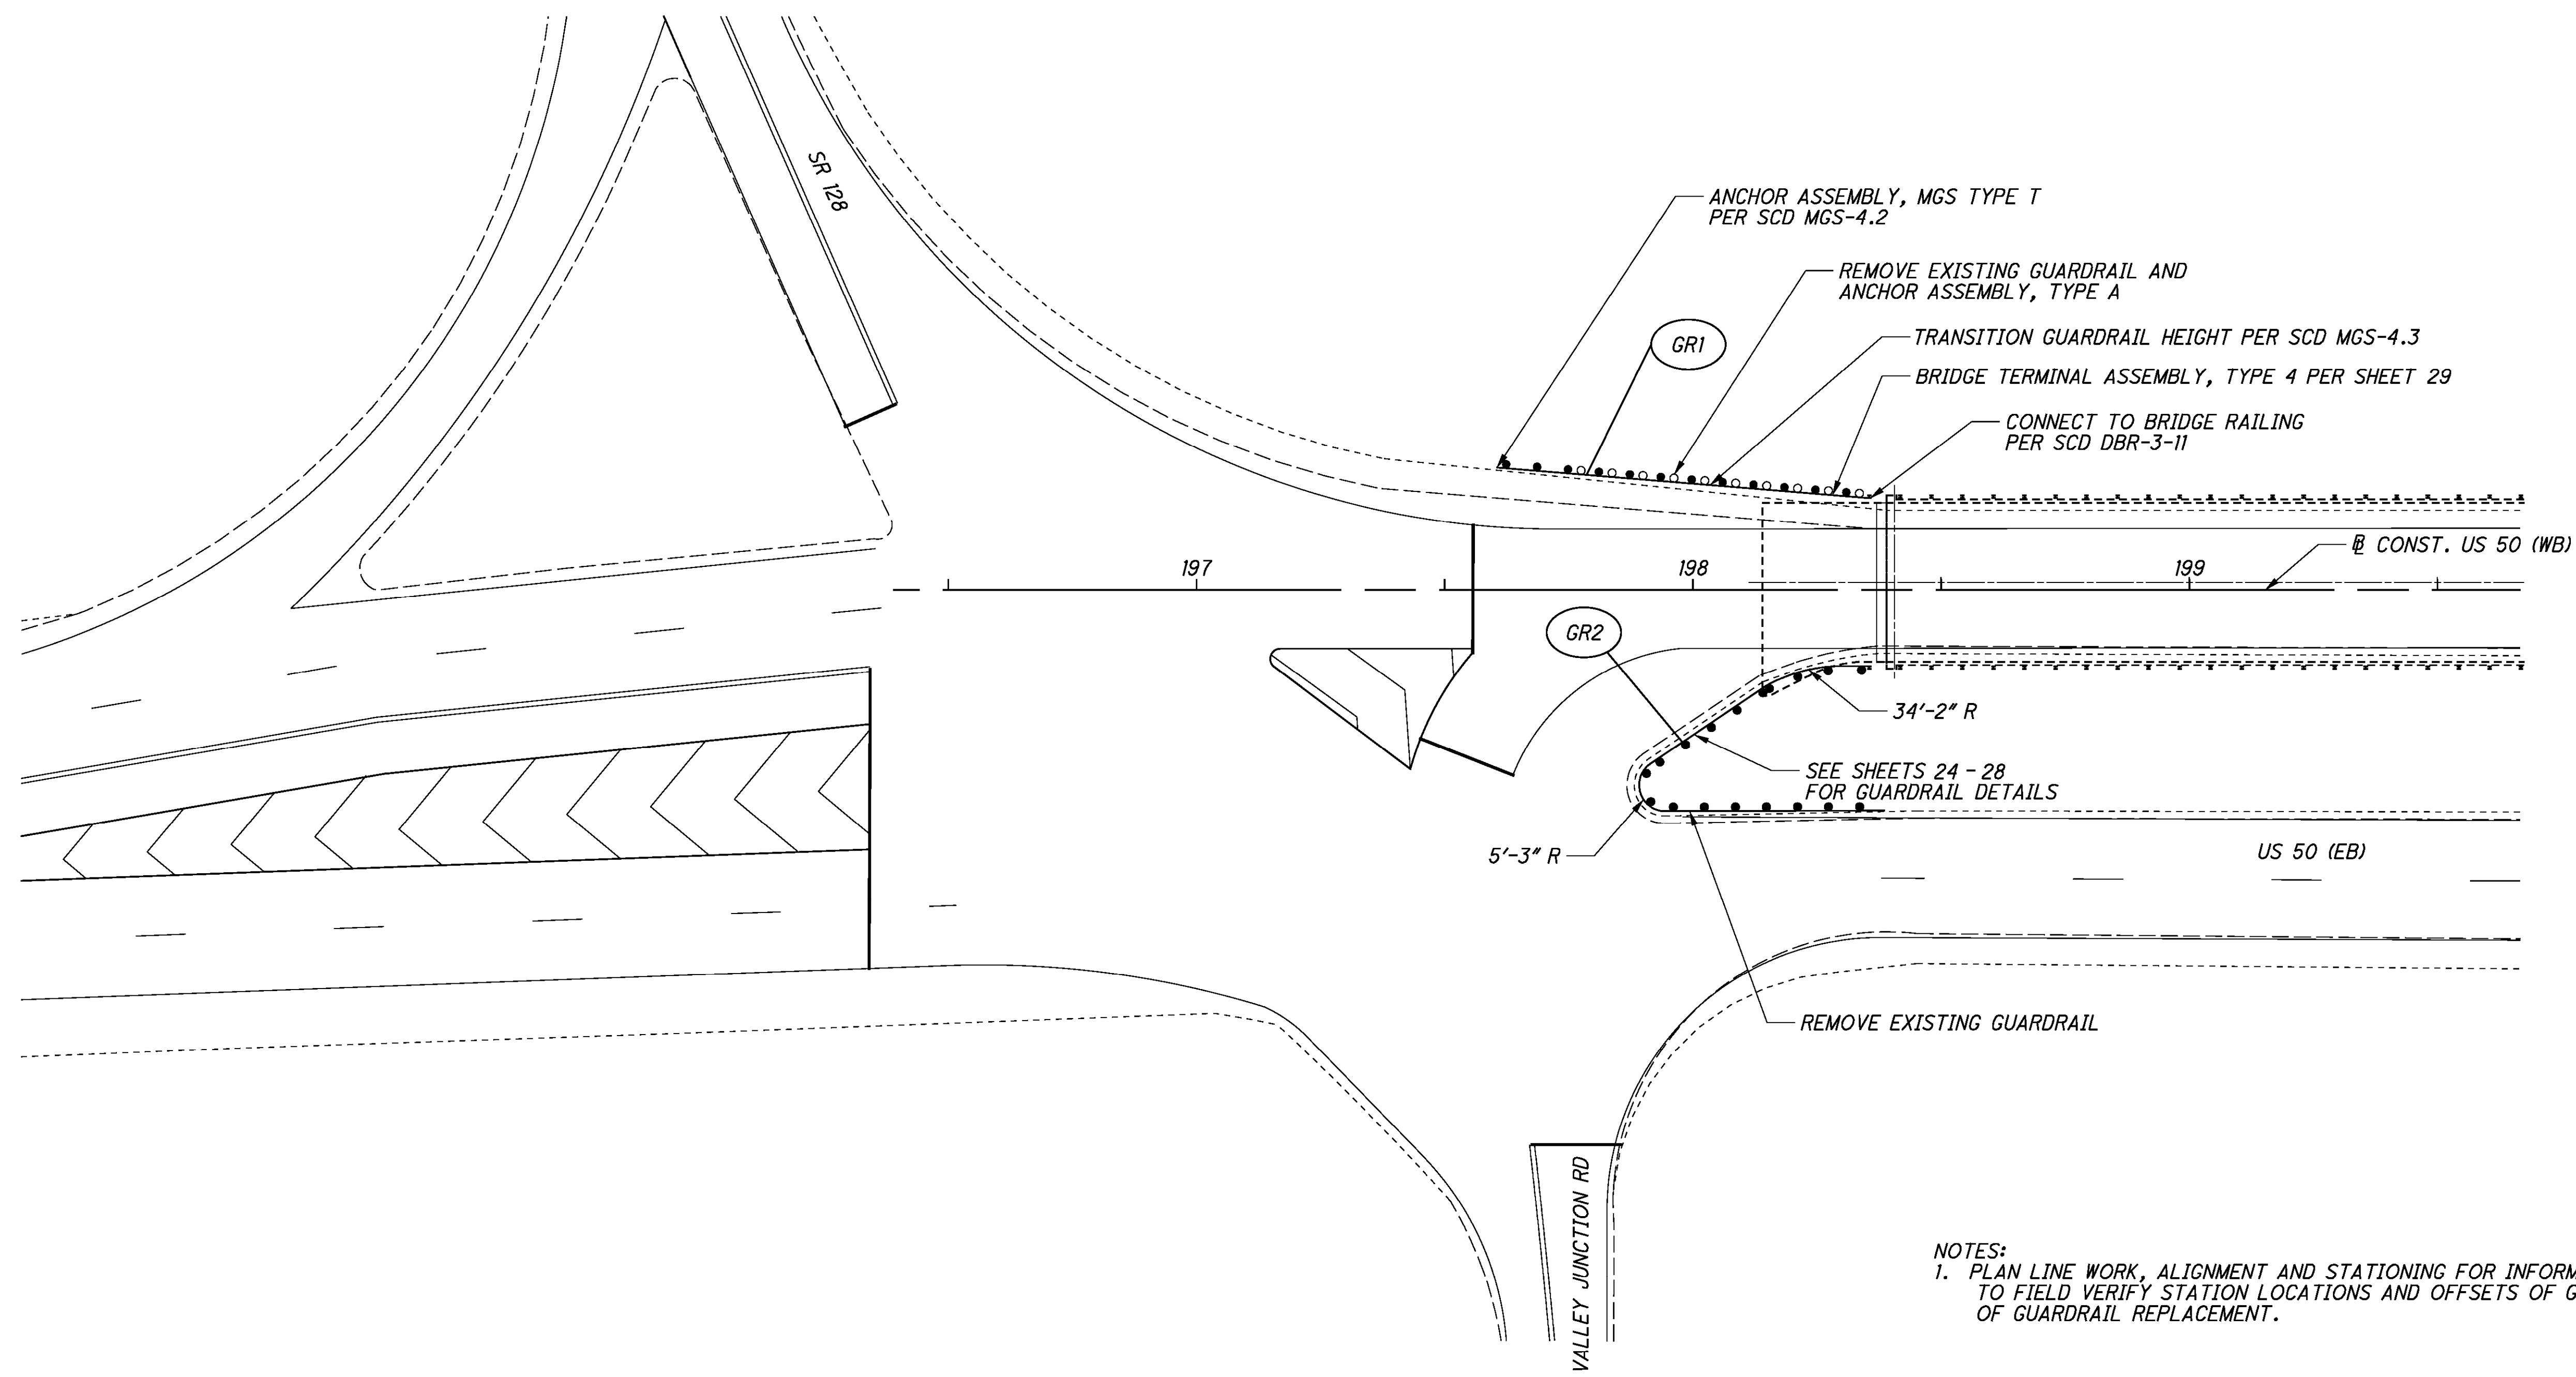 SR 128
ANCHOR ASSEMBLY, MGS TYPE T
PER SCD MGS-4.2
REMOVE EXISTING GUARDRAIL AND
ANCHOR ASSEMBLY, TYPE A
GR1
TRANSITION GUARDRAIL HEIGHT PER SCD MGS-4.3
BRIDGE TERMINAL ASSEMBLY, TYPE 4 PER SHEET 29
CONNECT TO BRIDGE RAILING
PER SCD DBR-3-11
℄ CONST. US 50 (WB)
197
198
199
GR2
34'-2" R
SEE SHEETS 24 - 28
FOR GUARDRAIL DETAILS
5'-3" R
US 50 (EB)
REMOVE EXISTING GUARDRAIL
VALLEY JUNCTION RD
NOTES:
1. PLAN LINE WORK, ALIGNMENT AND STATIONING FOR INFORM
TO FIELD VERIFY STATION LOCATIONS AND OFFSETS OF G
OF GUARDRAIL REPLACEMENT.